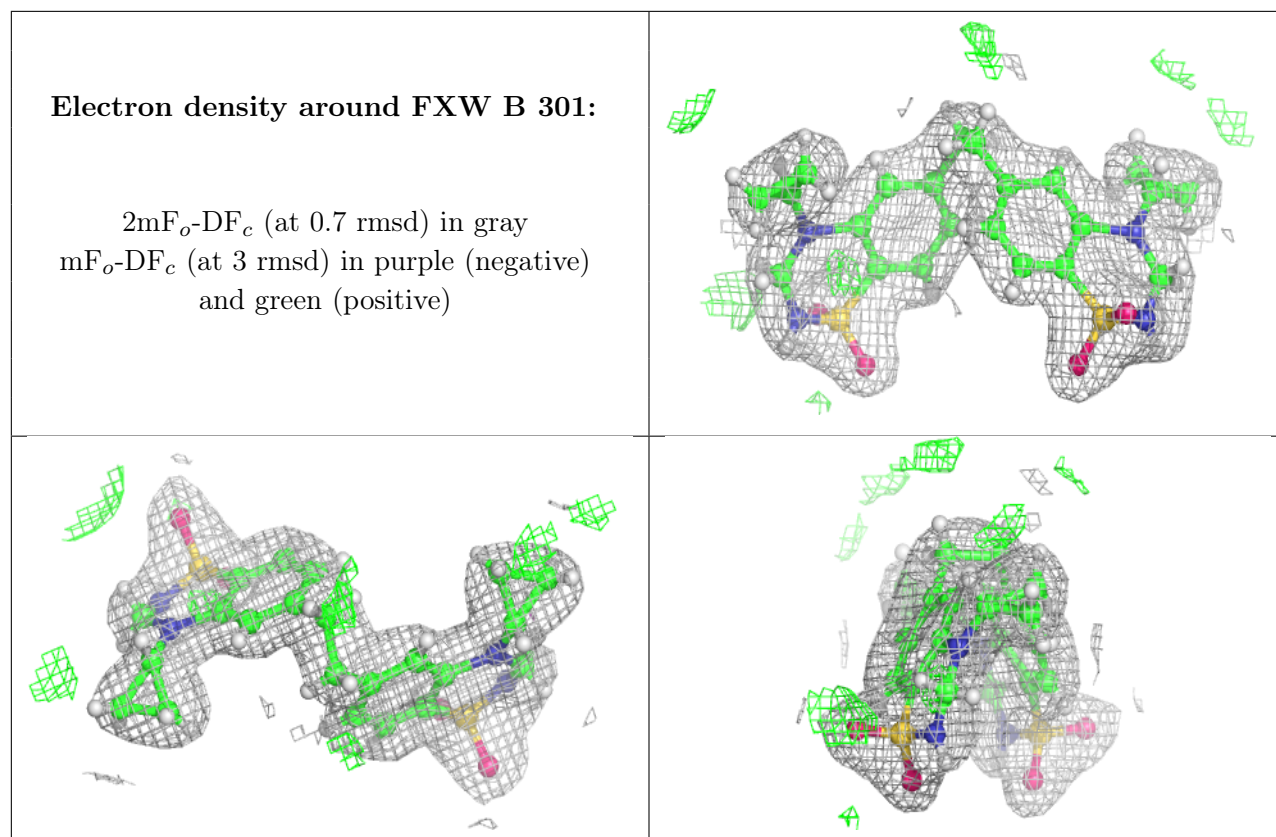 Electron density around FXW B 301:
2mFₒ-DF𝒸 (at 0.7 rmsd) in gray
mFₒ-DF𝒸 (at 3 rmsd) in purple (negative)
and green (positive)